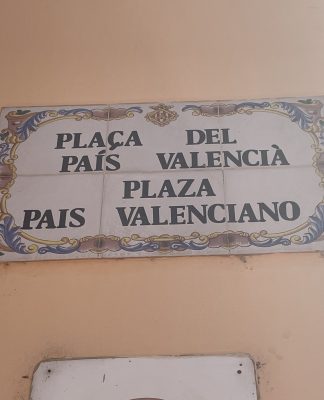 PLAÇA DEL
PAÍS VALENCIÀ
PLAZA
PAIS VALENCIANO